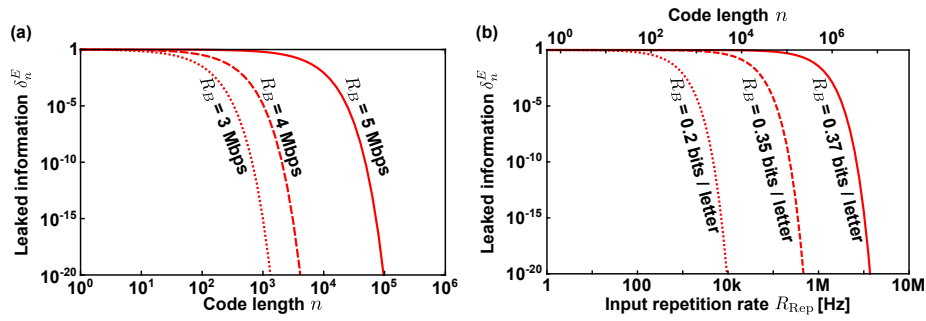 (a)
Leaked information δ_n^E
1
10^-5
10^-10
10^-15
10^-20
R_B = 3 Mbps
R_B = 4 Mbps
R_B = 5 Mbps
10^0 10^1 10^2 10^3 10^4 10^5 10^6
Code length n
(b)
Code length n
10^0 10^2 10^4 10^6
Leaked information δ_n^E
1
10^-5
10^-10
10^-15
10^-20
R_B = 0.2 bits / letter
R_B = 0.35 bits / letter
R_B = 0.37 bits / letter
1 100 10k 1M 10M
Input repetition rate R_Rep [Hz]